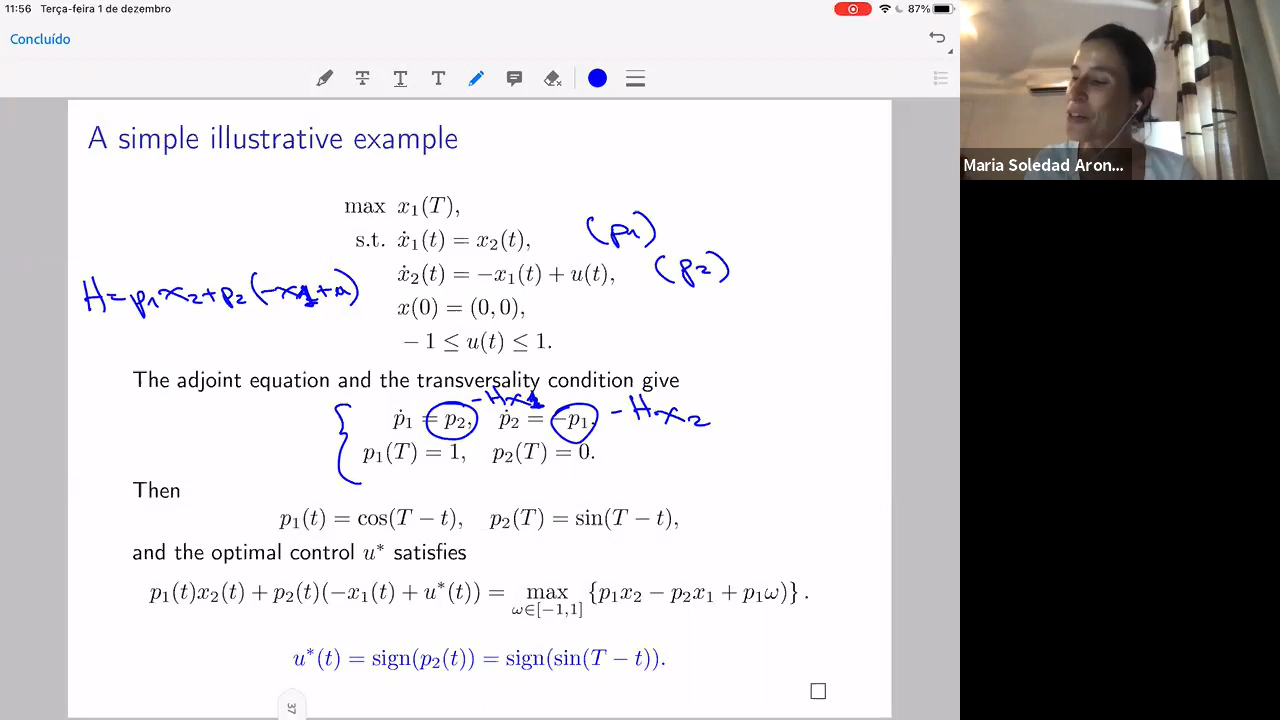 11:56 Terça-feira 1 de dezembro 87%
Concluído
A simple illustrative example
max x₁(T),
s.t. ẋ₁(t) = x₂(t), (p₁)
ẋ₂(t) = −x₁(t) + u(t), (p₂)
H = p₁x₂ + p₂(−x₁+u)
x(0) = (0, 0),
− 1 ≤ u(t) ≤ 1.
The adjoint equation and the transversality condition give
−Hx₁
ṗ₁ = p₂, ṗ₂ = −p₁, −Hx₂
p₁(T) = 1, p₂(T) = 0.
Then
p₁(t) = cos(T − t), p₂(T) = sin(T − t),
and the optimal control u* satisfies
p₁(t)x₂(t) + p₂(t)(−x₁(t) + u*(t)) = max {p₁x₂ − p₂x₁ + p₁ω)} .
ω∈[−1,1]
u*(t) = sign(p₂(t)) = sign(sin(T − t)).
37
Maria Soledad Aron...